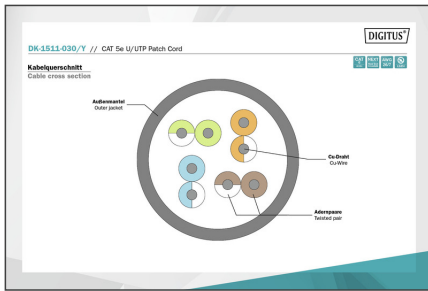 DIGITUS®
DK-1511-030/Y // CAT 5e U/UTP Patch Cord
Kabelquerschnitt
Cable cross section
Außenmantel
Outer jacket
Cu-Draht
Cu-Wire
Adernpaare
Twisted pair